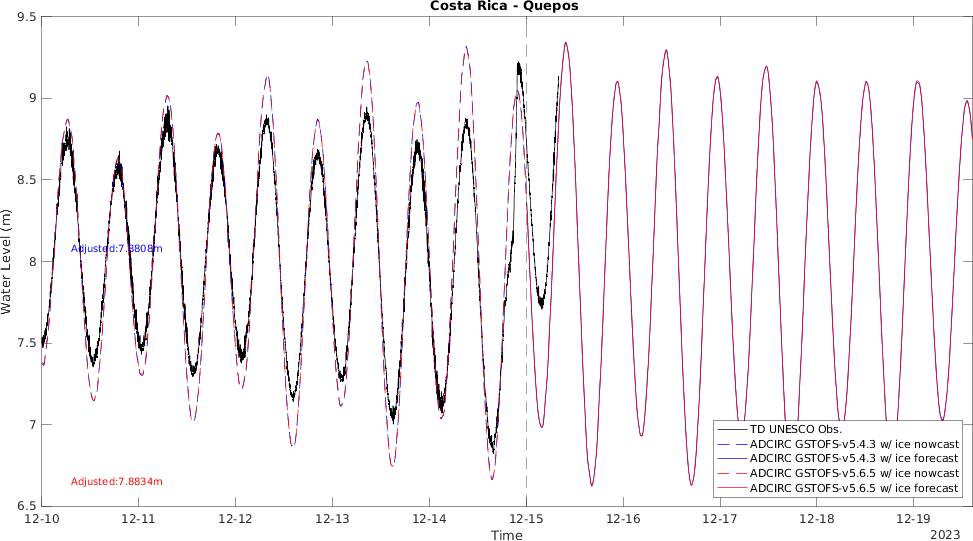 Costa Rica - Quepos
9.5
9
8.5
8
7.5
7
6.5
Water Level (m)
Adjusted:7.8808m
Adjusted:7.8834m
TD UNESCO Obs.
ADCIRC GSTOFS-v5.4.3 w/ ice nowcast
ADCIRC GSTOFS-v5.4.3 w/ ice forecast
ADCIRC GSTOFS-v5.6.5 w/ ice nowcast
ADCIRC GSTOFS-v5.6.5 w/ ice forecast
12-10 12-11 12-12 12-13 12-14 12-15 12-16 12-17 12-18 12-19
Time
2023